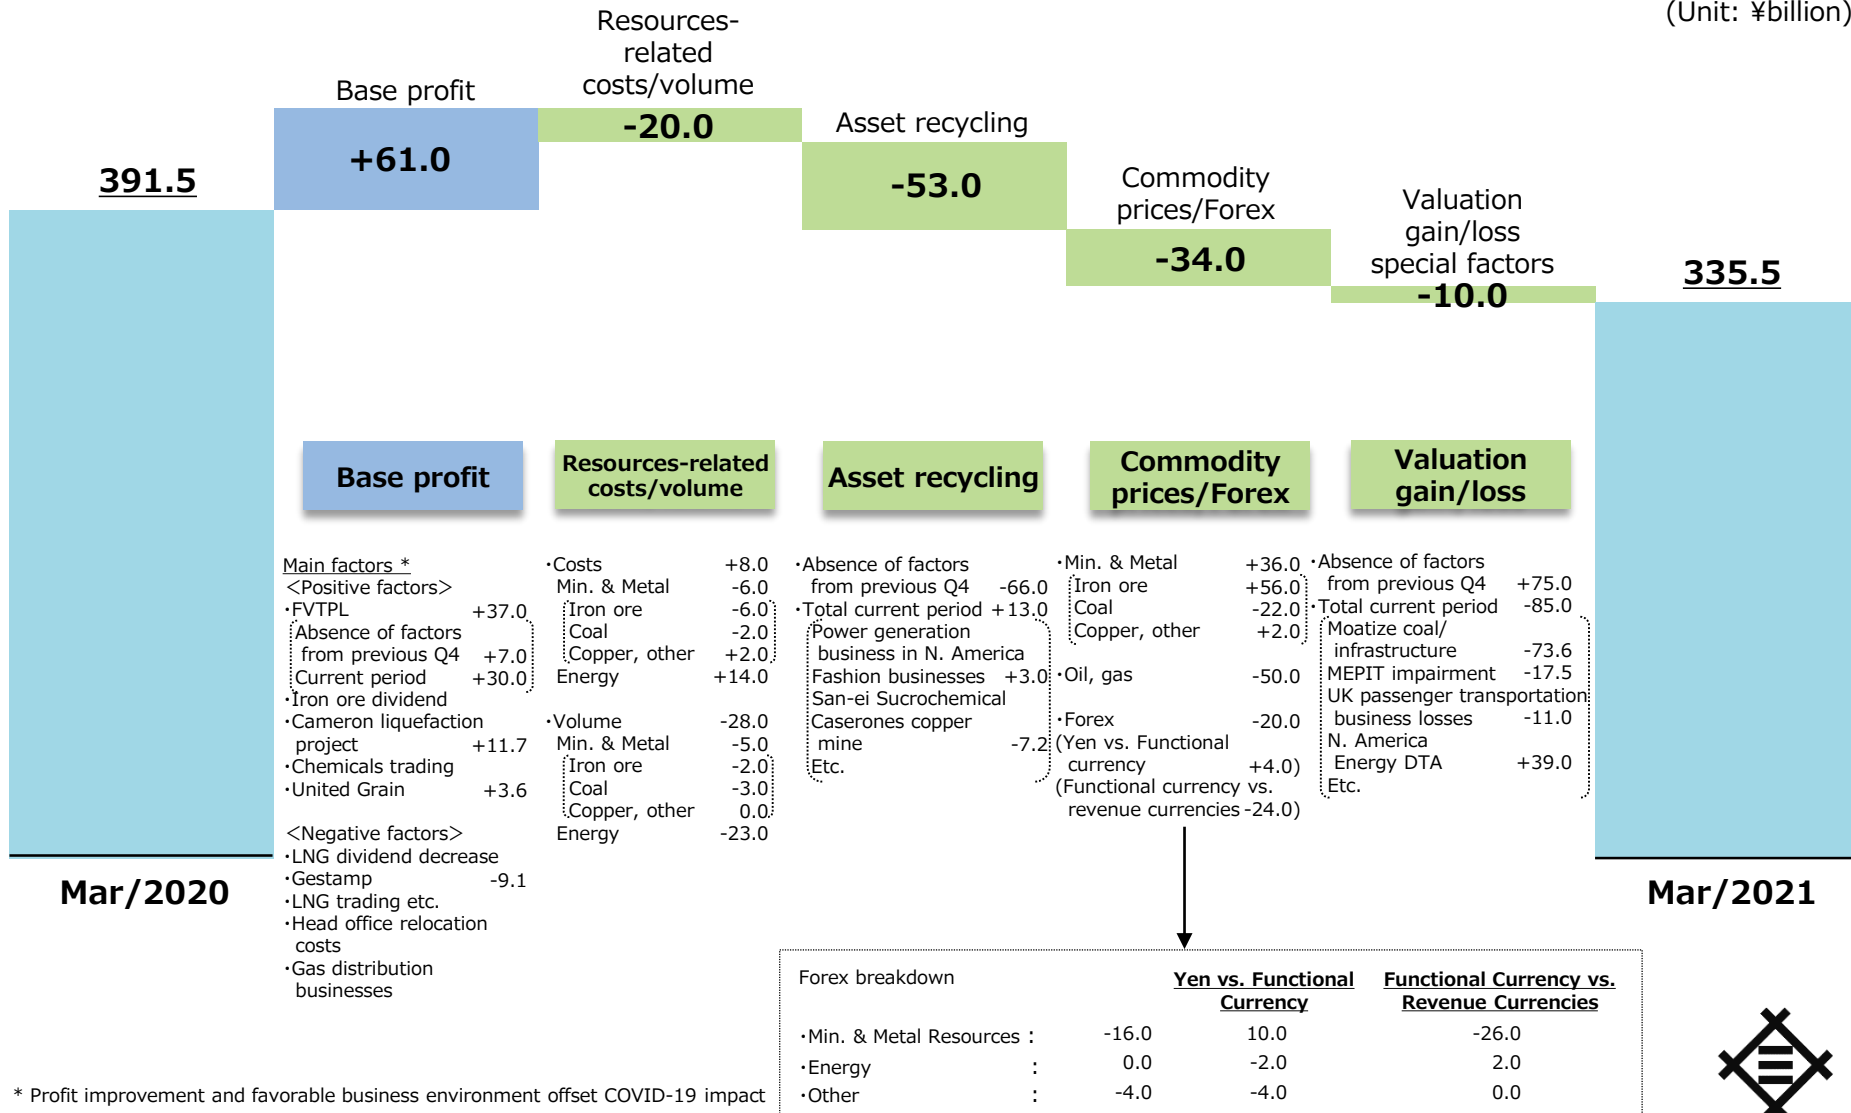 (Unit: ¥billion)
391.5
Base profit
+61.0
Resources-
related
costs/volume
-20.0
Asset recycling
-53.0
Commodity
prices/Forex
-34.0
Valuation
gain/loss
special factors
-10.0
335.5
Mar/2020
Mar/2021
Base profit
Main factors *
<Positive factors>
・FVTPL +37.0
Absence of factors
from previous Q4 +7.0
Current period +30.0
・Iron ore dividend
・Cameron liquefaction
project +11.7
・Chemicals trading
・United Grain +3.6
<Negative factors>
・LNG dividend decrease
・Gestamp -9.1
・LNG trading etc.
・Head office relocation
costs
・Gas distribution
businesses
Resources-related
costs/volume
・Costs +8.0
Min. & Metal -6.0
Iron ore -6.0
Coal -2.0
Copper, other +2.0
Energy +14.0
・Volume -28.0
Min. & Metal -5.0
Iron ore -2.0
Coal -3.0
Copper, other 0.0
Energy -23.0
Asset recycling
・Absence of factors
from previous Q4 -66.0
・Total current period +13.0
Power generation
business in N. America
Fashion businesses +3.0
San-ei Sucrochemical
Caserones copper
mine -7.2
Etc.
Commodity
prices/Forex
・Min. & Metal +36.0
Iron ore +56.0
Coal -22.0
Copper, other +2.0
・Oil, gas -50.0
・Forex -20.0
(Yen vs. Functional
currency +4.0)
(Functional currency vs.
revenue currencies -24.0)
Valuation
gain/loss
・Absence of factors
from previous Q4 +75.0
・Total current period -85.0
Moatize coal/
infrastructure -73.6
MEPIT impairment -17.5
UK passenger transportation
business losses -11.0
N. America
Energy DTA +39.0
Etc.
Forex breakdown
Yen vs. Functional
Currency
Functional Currency vs.
Revenue Currencies
・Min. & Metal Resources : -16.0 10.0 -26.0
・Energy : 0.0 -2.0 2.0
・Other : -4.0 -4.0 0.0
* Profit improvement and favorable business environment offset COVID-19 impact